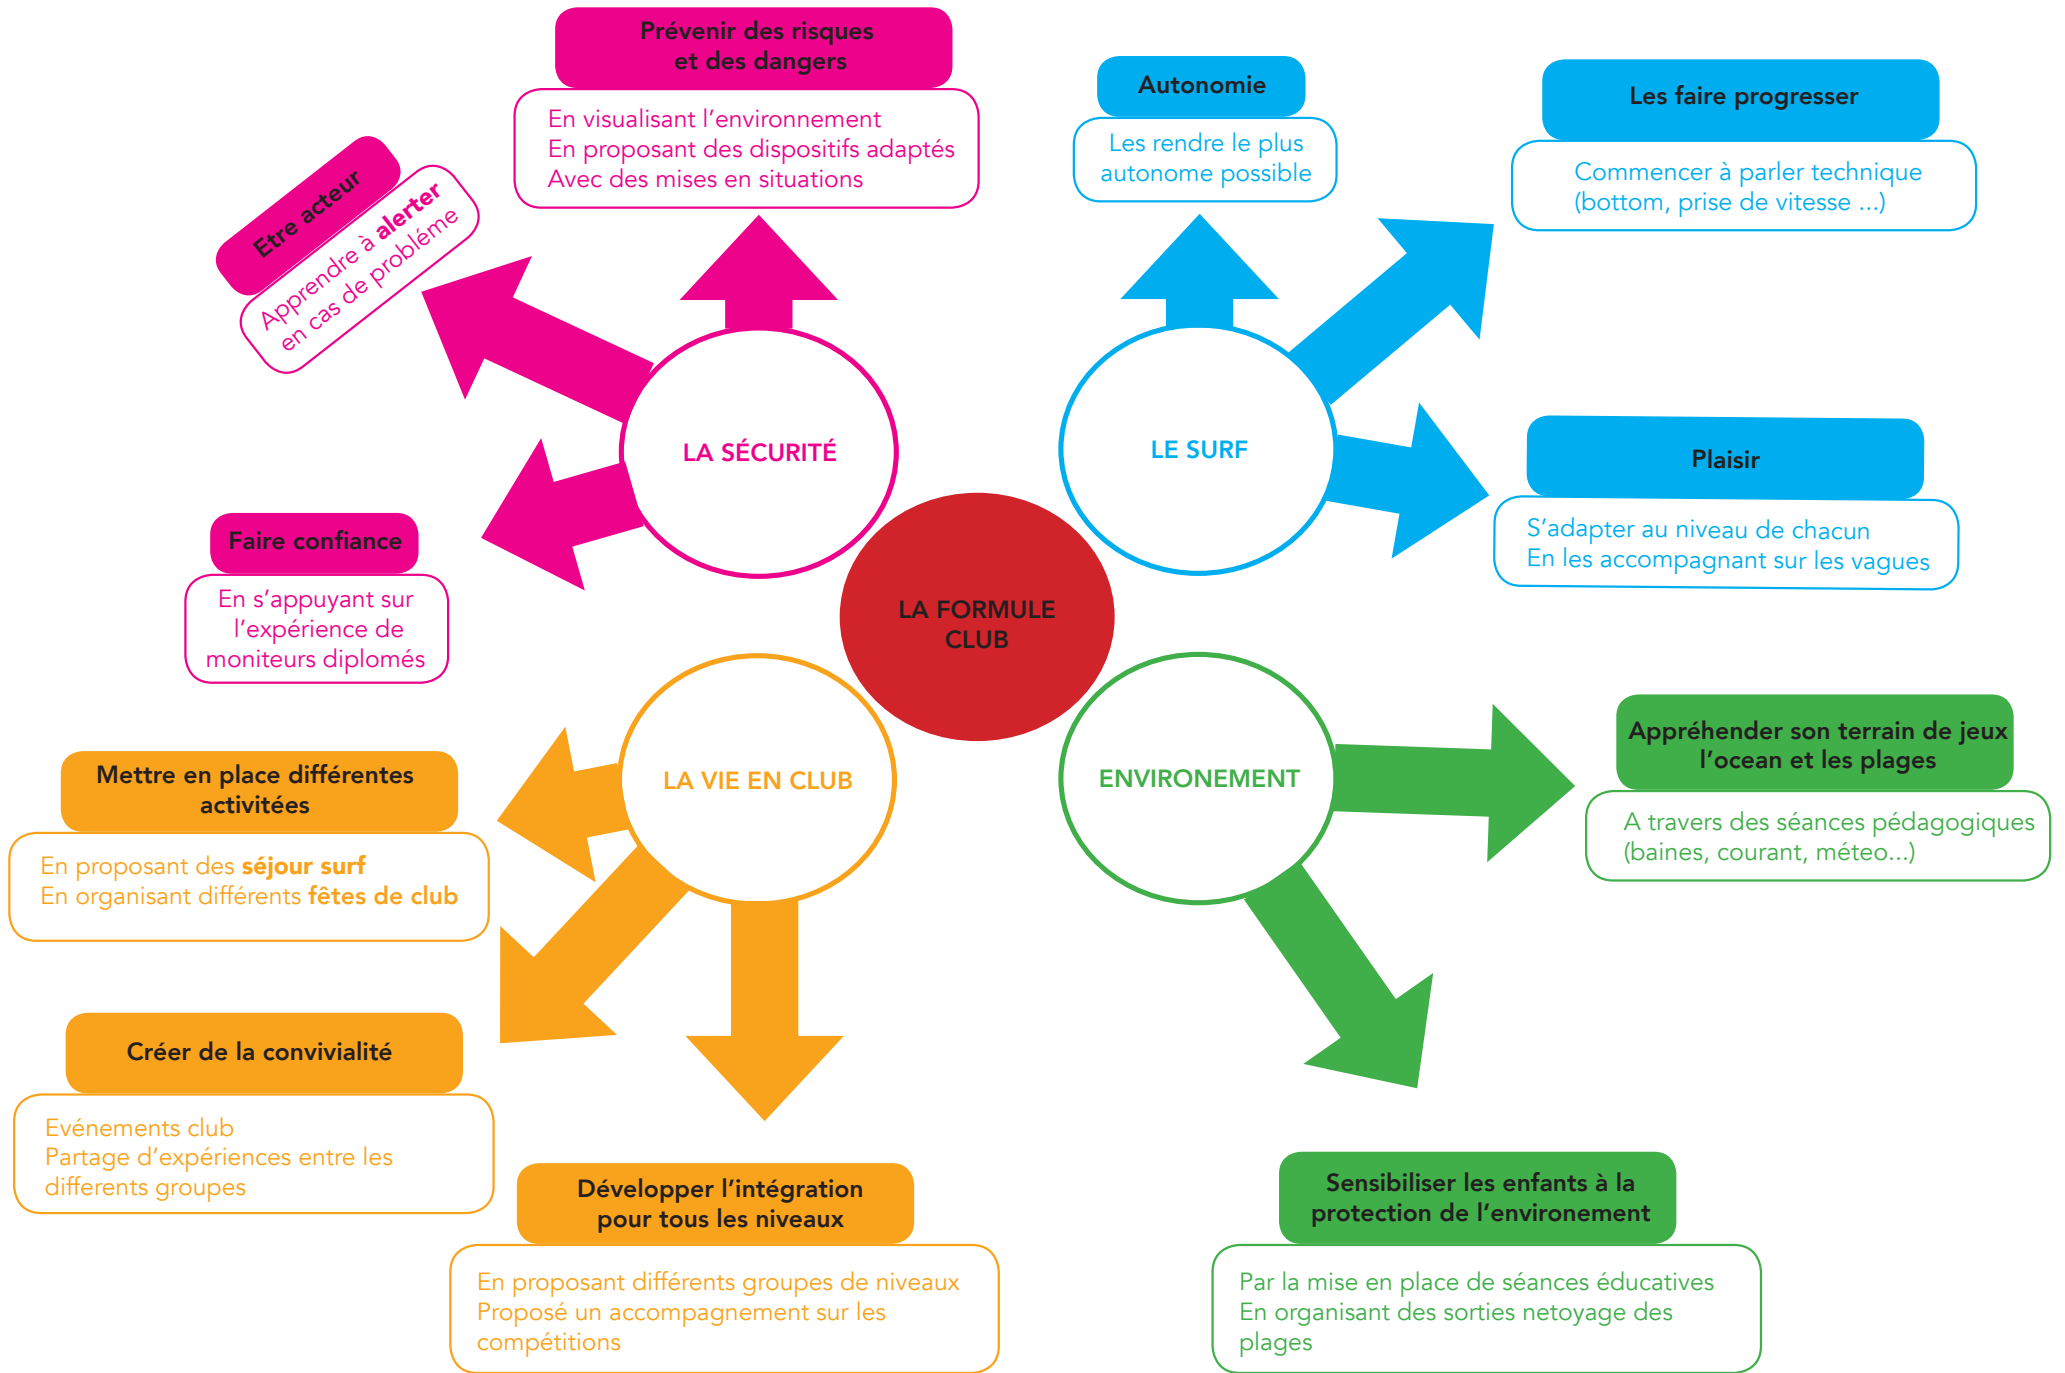 Prévenir des risques
et des dangers
En visualisant l'environnement
En proposant des dispositifs adaptés
Avec des mises en situations
Etre acteur
Apprendre à alerter
en cas de probléme
Faire confiance
En s'appuyant sur
l'expérience de
moniteurs diplomés
LA SÉCURITÉ
Autonomie
Les rendre le plus
autonome possible
Les faire progresser
Commencer à parler technique
(bottom, prise de vitesse ...)
LE SURF
Plaisir
S'adapter au niveau de chacun
En les accompagnant sur les vagues
LA FORMULE
CLUB
LA VIE EN CLUB
Mettre en place différentes
activitées
En proposant des séjour surf
En organisant différents fêtes de club
Créer de la convivialité
Evénements club
Partage d'expériences entre les
differents groupes
Développer l'intégration
pour tous les niveaux
En proposant différents groupes de niveaux
Proposé un accompagnement sur les
compétitions
ENVIRONEMENT
Appréhender son terrain de jeux
l'ocean et les plages
A travers des séances pédagogiques
(baines, courant, méteo...)
Sensibiliser les enfants à la
protection de l'environement
Par la mise en place de séances éducatives
En organisant des sorties netoyage des
plages